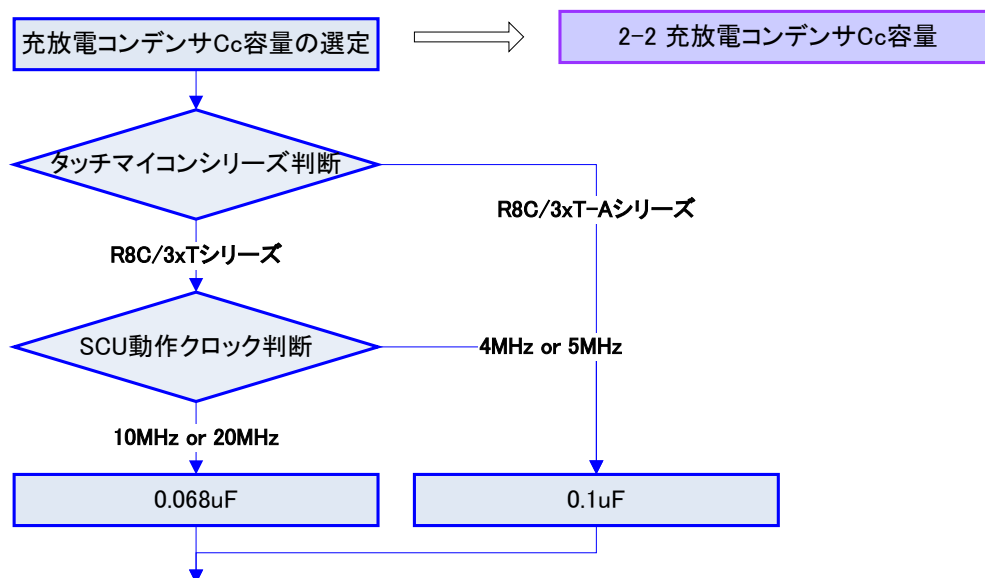 充放電コンデンサCc容量の選定
2-2 充放電コンデンサCc容量
タッチマイコンシリーズ判断
R8C/3xT-Aシリーズ
R8C/3xTシリーズ
SCU動作クロック判断
4MHz or 5MHz
10MHz or 20MHz
0.068uF
0.1uF